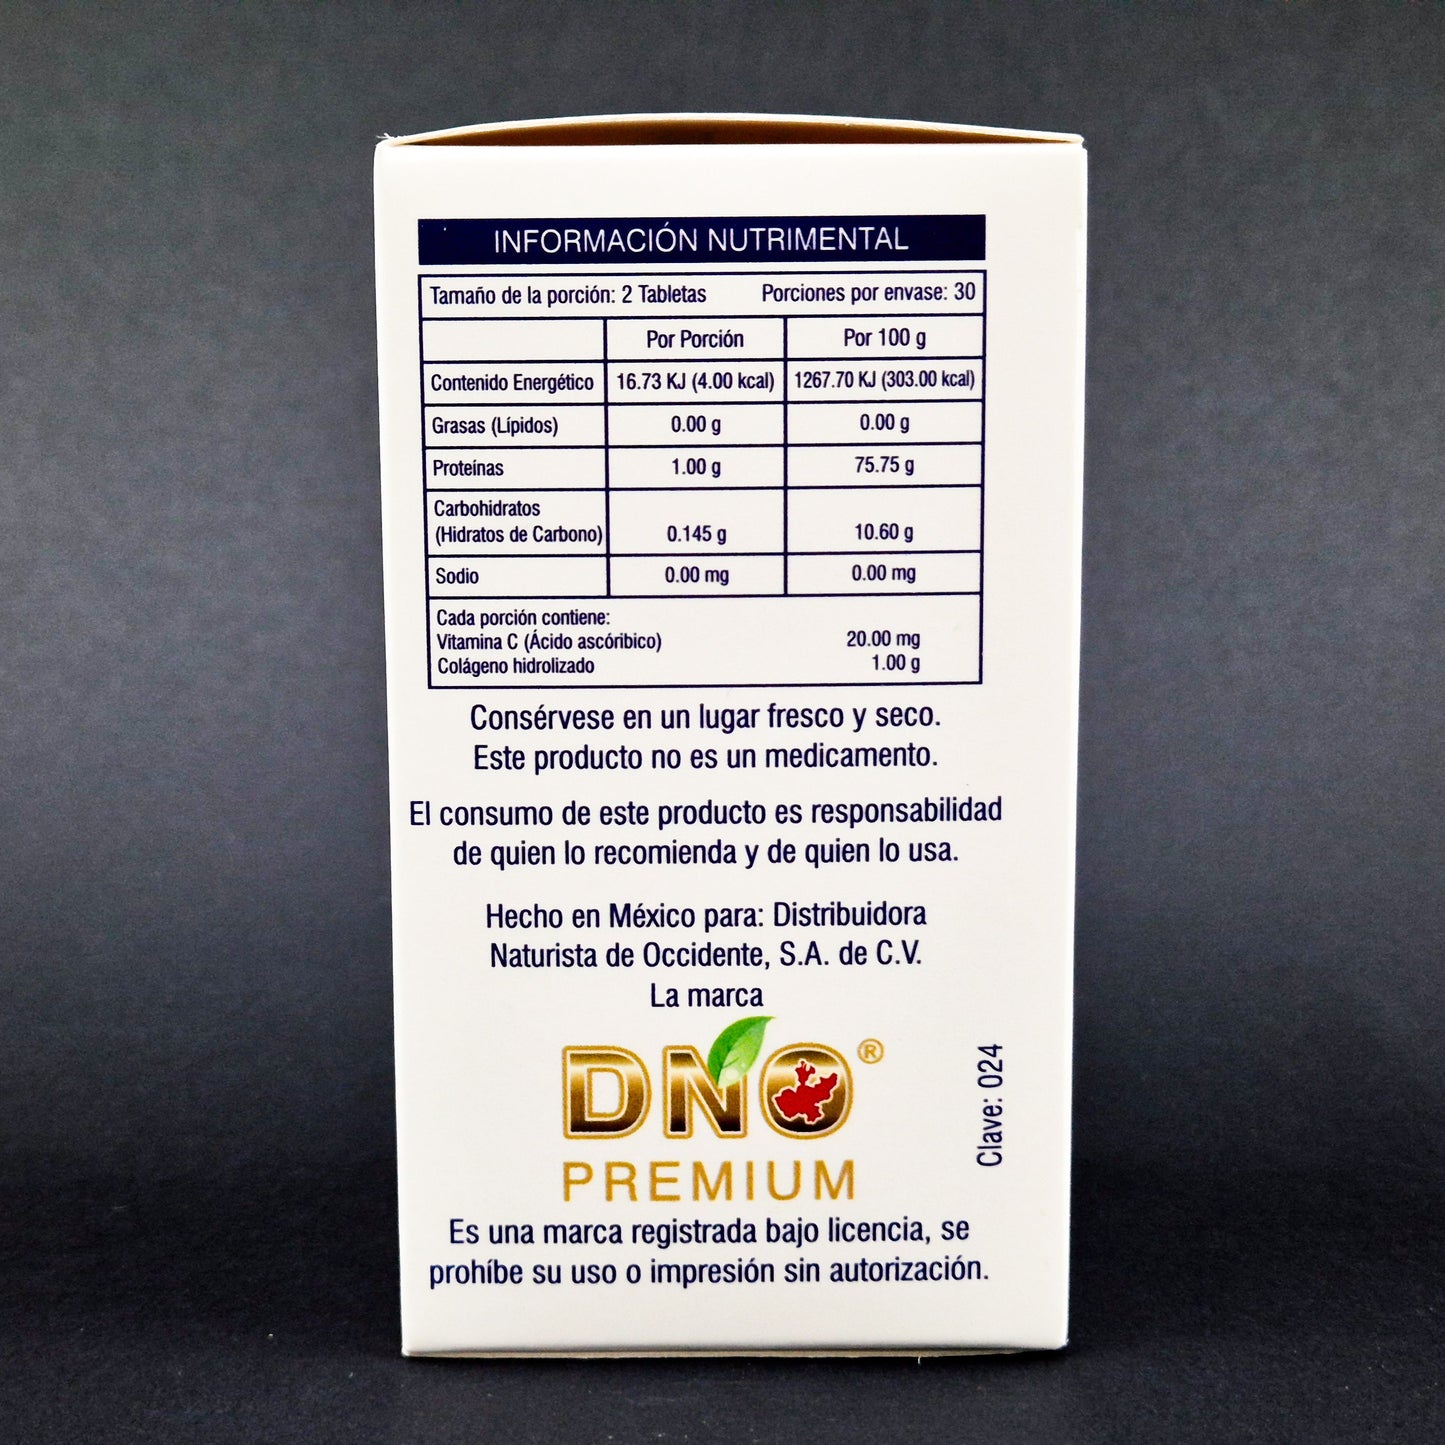 INFORMACIÓN NUTRIMENTAL
Tamaño de la porción: 2 Tabletas Porciones por envase: 30
Por Porción Por 100 g
Contenido Energético 16.73 KJ (4.00 kcal) 1267.70 KJ (303.00 kcal)
Grasas (Lípidos) 0.00 g 0.00 g
Proteínas 1.00 g 75.75 g
Carbohidratos
(Hidratos de Carbono) 0.145 g 10.60 g
Sodio 0.00 mg 0.00 mg
Cada porción contiene:
Vitamina C (Ácido ascóribico) 20.00 mg
Colágeno hidrolizado 1.00 g
Consérvese en un lugar fresco y seco.
Este producto no es un medicamento.
El consumo de este producto es responsabilidad
de quien lo recomienda y de quien lo usa.
Hecho en México para: Distribuidora
Naturista de Occidente, S.A. de C.V.
La marca
DNO®
PREMIUM
Clave: 024
Es una marca registrada bajo licencia, se
prohíbe su uso o impresión sin autorización.